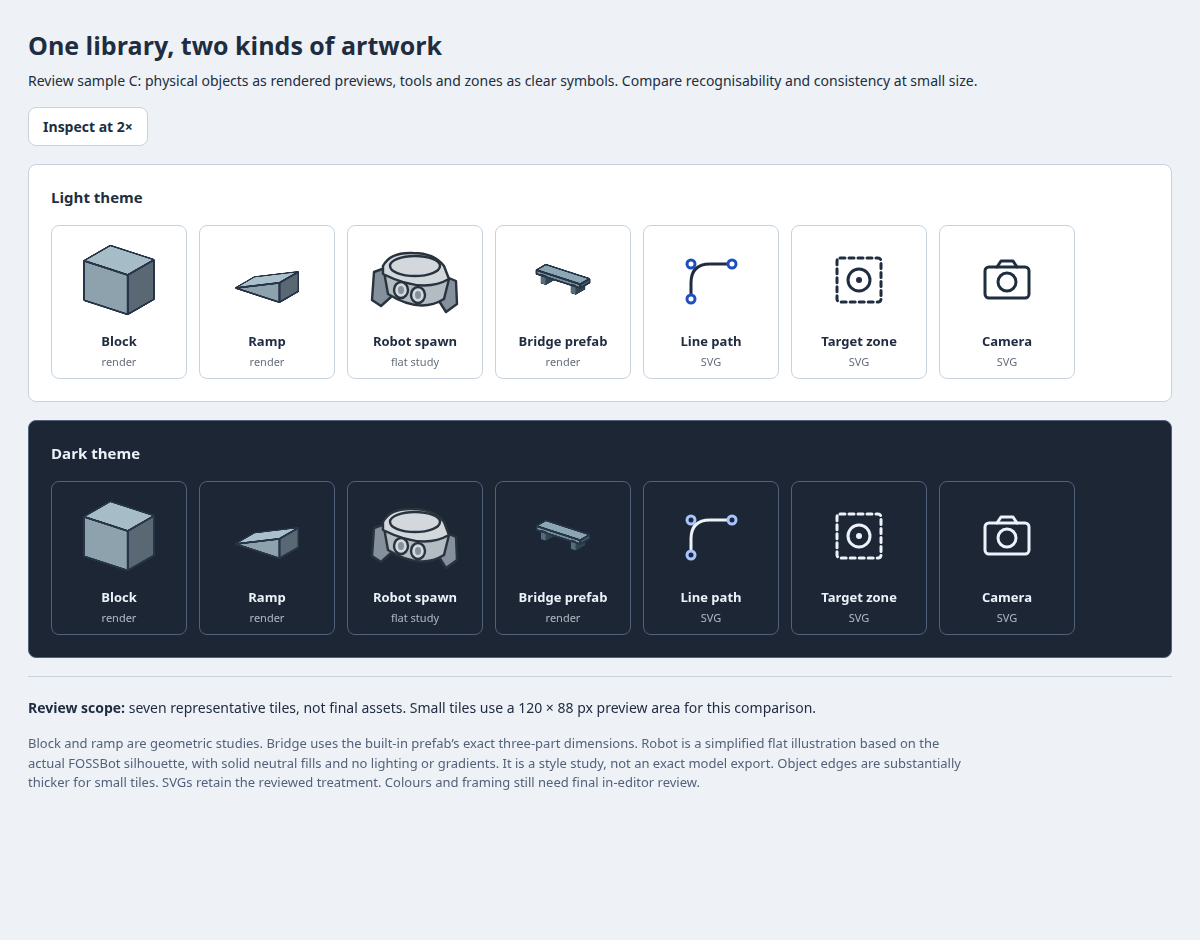 One library, two kinds of artwork
Review sample C: physical objects as rendered previews, tools and zones as clear symbols. Compare recognisability and consistency at small size.
Inspect at 2×
Light theme
Block
render
Ramp
render
Robot spawn
flat study
Bridge prefab
render
Line path
SVG
Target zone
SVG
Camera
SVG
Dark theme
Block
render
Ramp
render
Robot spawn
flat study
Bridge prefab
render
Line path
SVG
Target zone
SVG
Camera
SVG
Review scope: seven representative tiles, not final assets. Small tiles use a 120 × 88 px preview area for this comparison.
Block and ramp are geometric studies. Bridge uses the built-in prefab’s exact three-part dimensions. Robot is a simplified flat illustration based on the
actual FOSSBot silhouette, with solid neutral fills and no lighting or gradients. It is a style study, not an exact model export. Object edges are substantially
thicker for small tiles. SVGs retain the reviewed treatment. Colours and framing still need final in-editor review.